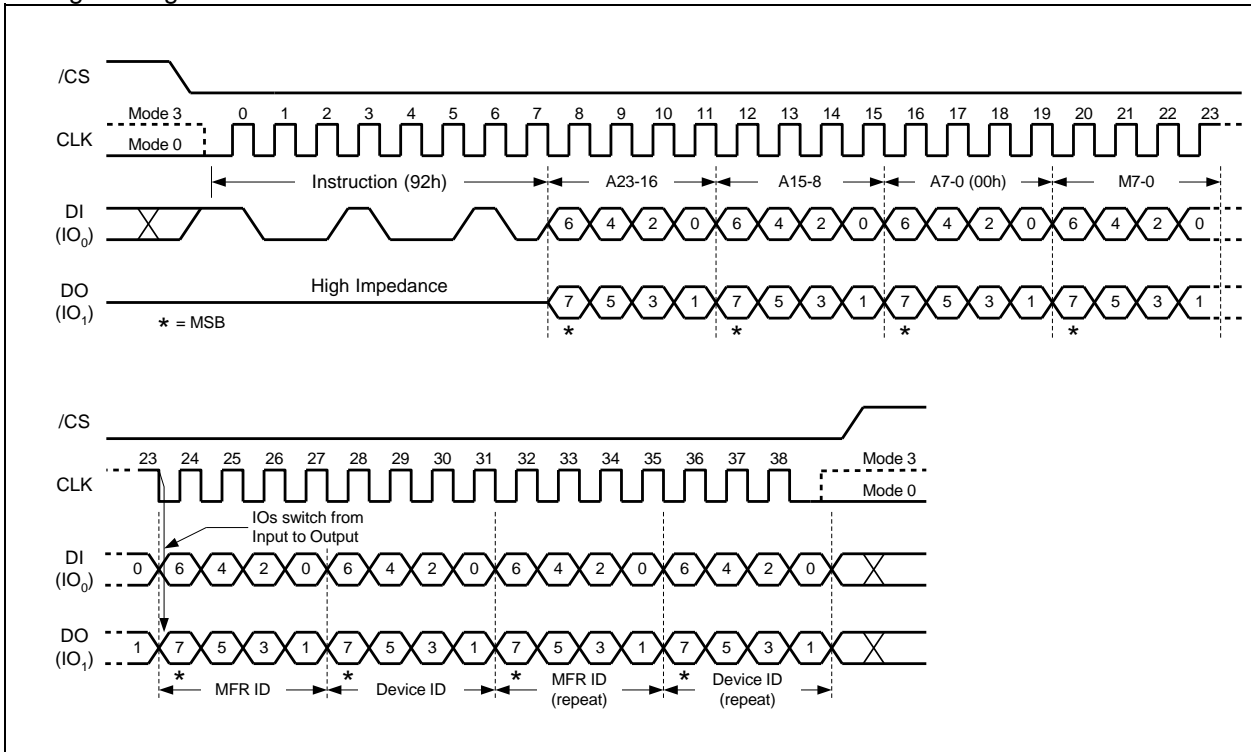 /CS
Mode 3 0 1 2 3 4 5 6 7 8 9 10 11 12 13 14 15 16 17 18 19 20 21 22 23
CLK Mode 0
Instruction (92h) A23-16 A15-8 A7-0 (00h) M7-0
DI
(IO0) 6 4 2 0 6 4 2 0 6 4 2 0 6 4 2 0
High Impedance
DO
(IO1) 7 5 3 1 7 5 3 1 7 5 3 1 7 5 3 1
* = MSB * * * *
/CS
23 24 25 26 27 28 29 30 31 32 33 34 35 36 37 38 Mode 3
CLK Mode 0
IOs switch from
Input to Output
DI
(IO0) 0 6 4 2 0 6 4 2 0 6 4 2 0 6 4 2 0
DO
(IO1) 1 7 5 3 1 7 5 3 1 7 5 3 1 7 5 3 1
* * * *
MFR ID Device ID MFR ID
(repeat) Device ID
(repeat)